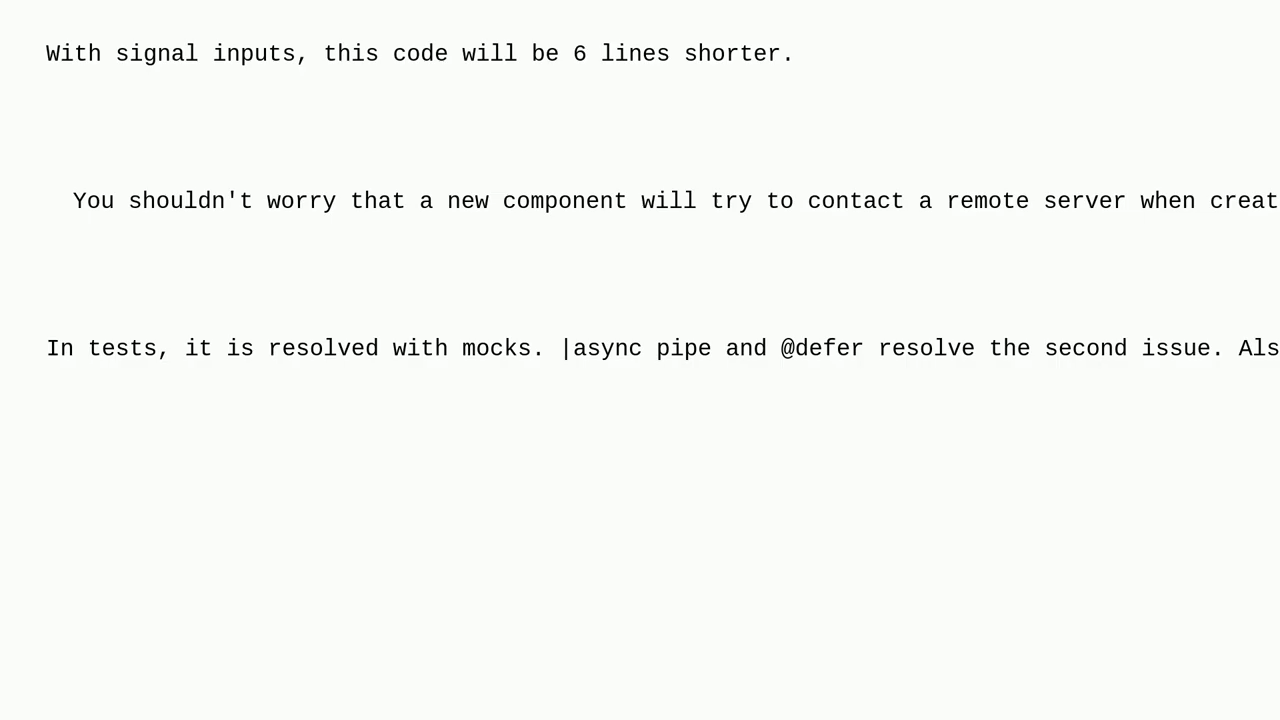 With signal inputs, this code will be 6 lines shorter.
You shouldn't worry that a new component will try to contact a remote server when creat
In tests, it is resolved with mocks. |async pipe and @defer resolve the second issue. Als